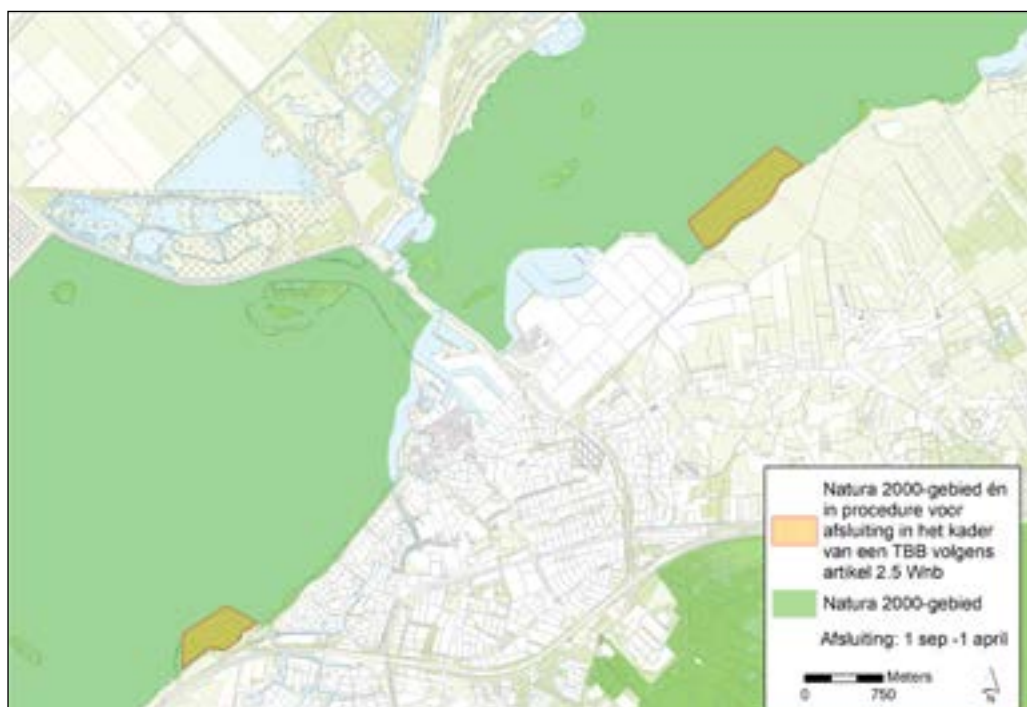 Natura 2000-gebied én
in procedure voor
afsluiting in het kader
van een TBB volgens
artikel 2.5 Wnb
Natura 2000-gebied
Afsluiting: 1 sep -1 april
Meters
0 750
N